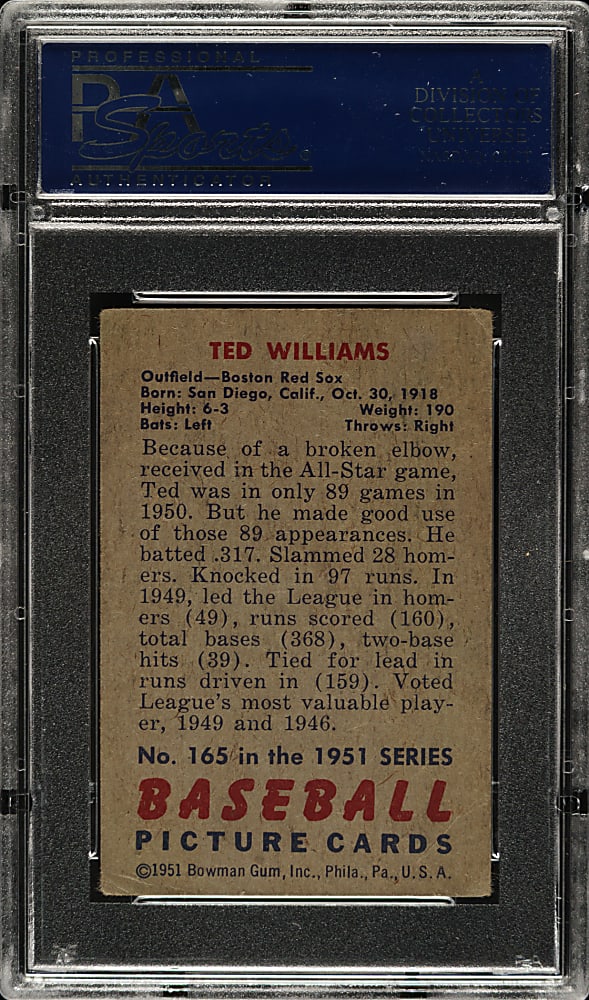 PROFESSIONAL
PSA
Sports
AUTHENTICATOR
A
DIVISION OF
COLLECTORS
UNIVERSE
TED WILLIAMS
Outfield—Boston Red Sox
Born: San Diego, Calif., Oct. 30, 1918
Height: 6-3 Weight: 190
Bats: Left Throws: Right
Because of a broken elbow,
received in the All-Star game,
Ted was in only 89 games in
1950. But he made good use
of those 89 appearances. He
batted .317. Slammed 28 hom-
ers. Knocked in 97 runs. In
1949, led the League in hom-
ers (49), runs scored (160),
total bases (368), two-base
hits (39). Tied for lead in
runs driven in (159). Voted
League's most valuable play-
er, 1949 and 1946.
No. 165 in the 1951 SERIES
BASEBALL
PICTURE CARDS
©1951 Bowman Gum, Inc., Phila., Pa., U. S. A.
PSA